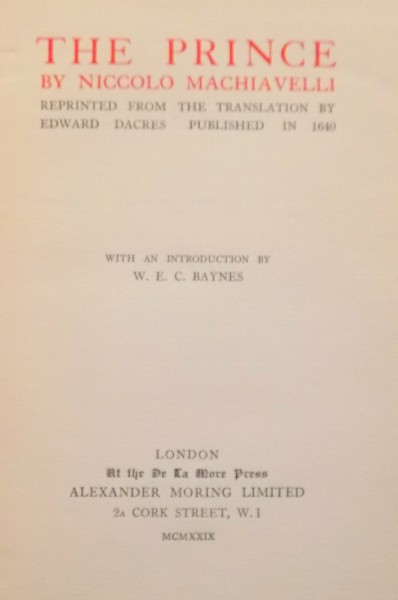 THE PRINCE
BY NICCOLO MACHIAVELLI
REPRINTED FROM THE TRANSLATION BY
EDWARD DACRES PUBLISHED IN 1640
WITH AN INTRODUCTION BY
W. E. C. BAYNES
LONDON
At the De La More Press
ALEXANDER MORING LIMITED
2A CORK STREET, W. I
MCMXXIX